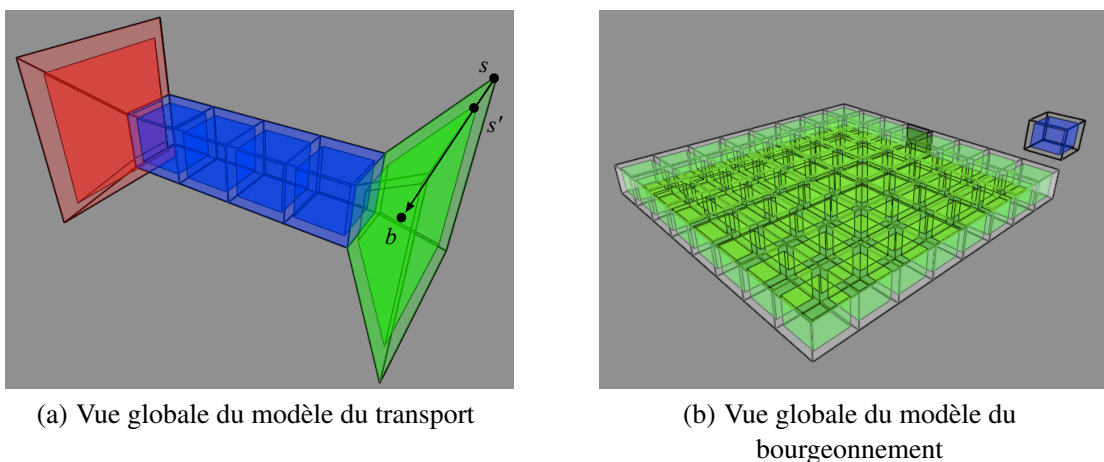 s
s'
b
(a) Vue globale du modèle du transport
(b) Vue globale du modèle du
bourgeonnement